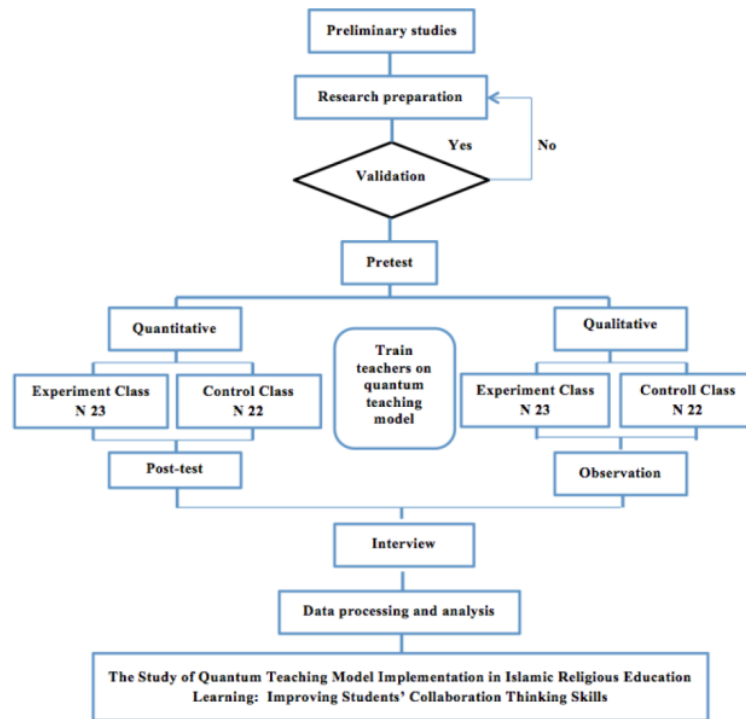 Preliminary studies
Research preparation
Yes
No
Validation
Pretest
Quantitative
Qualitative
Train
teachers on
quantum
teaching
model
Experiment Class
N 23
Control Class
N 22
Experiment Class
N 23
Controll Class
N 22
Post-test
Observation
Interview
Data processing and analysis
The Study of Quantum Teaching Model Implementation in Islamic Religious Education
Learning: Improving Students' Collaboration Thinking Skills